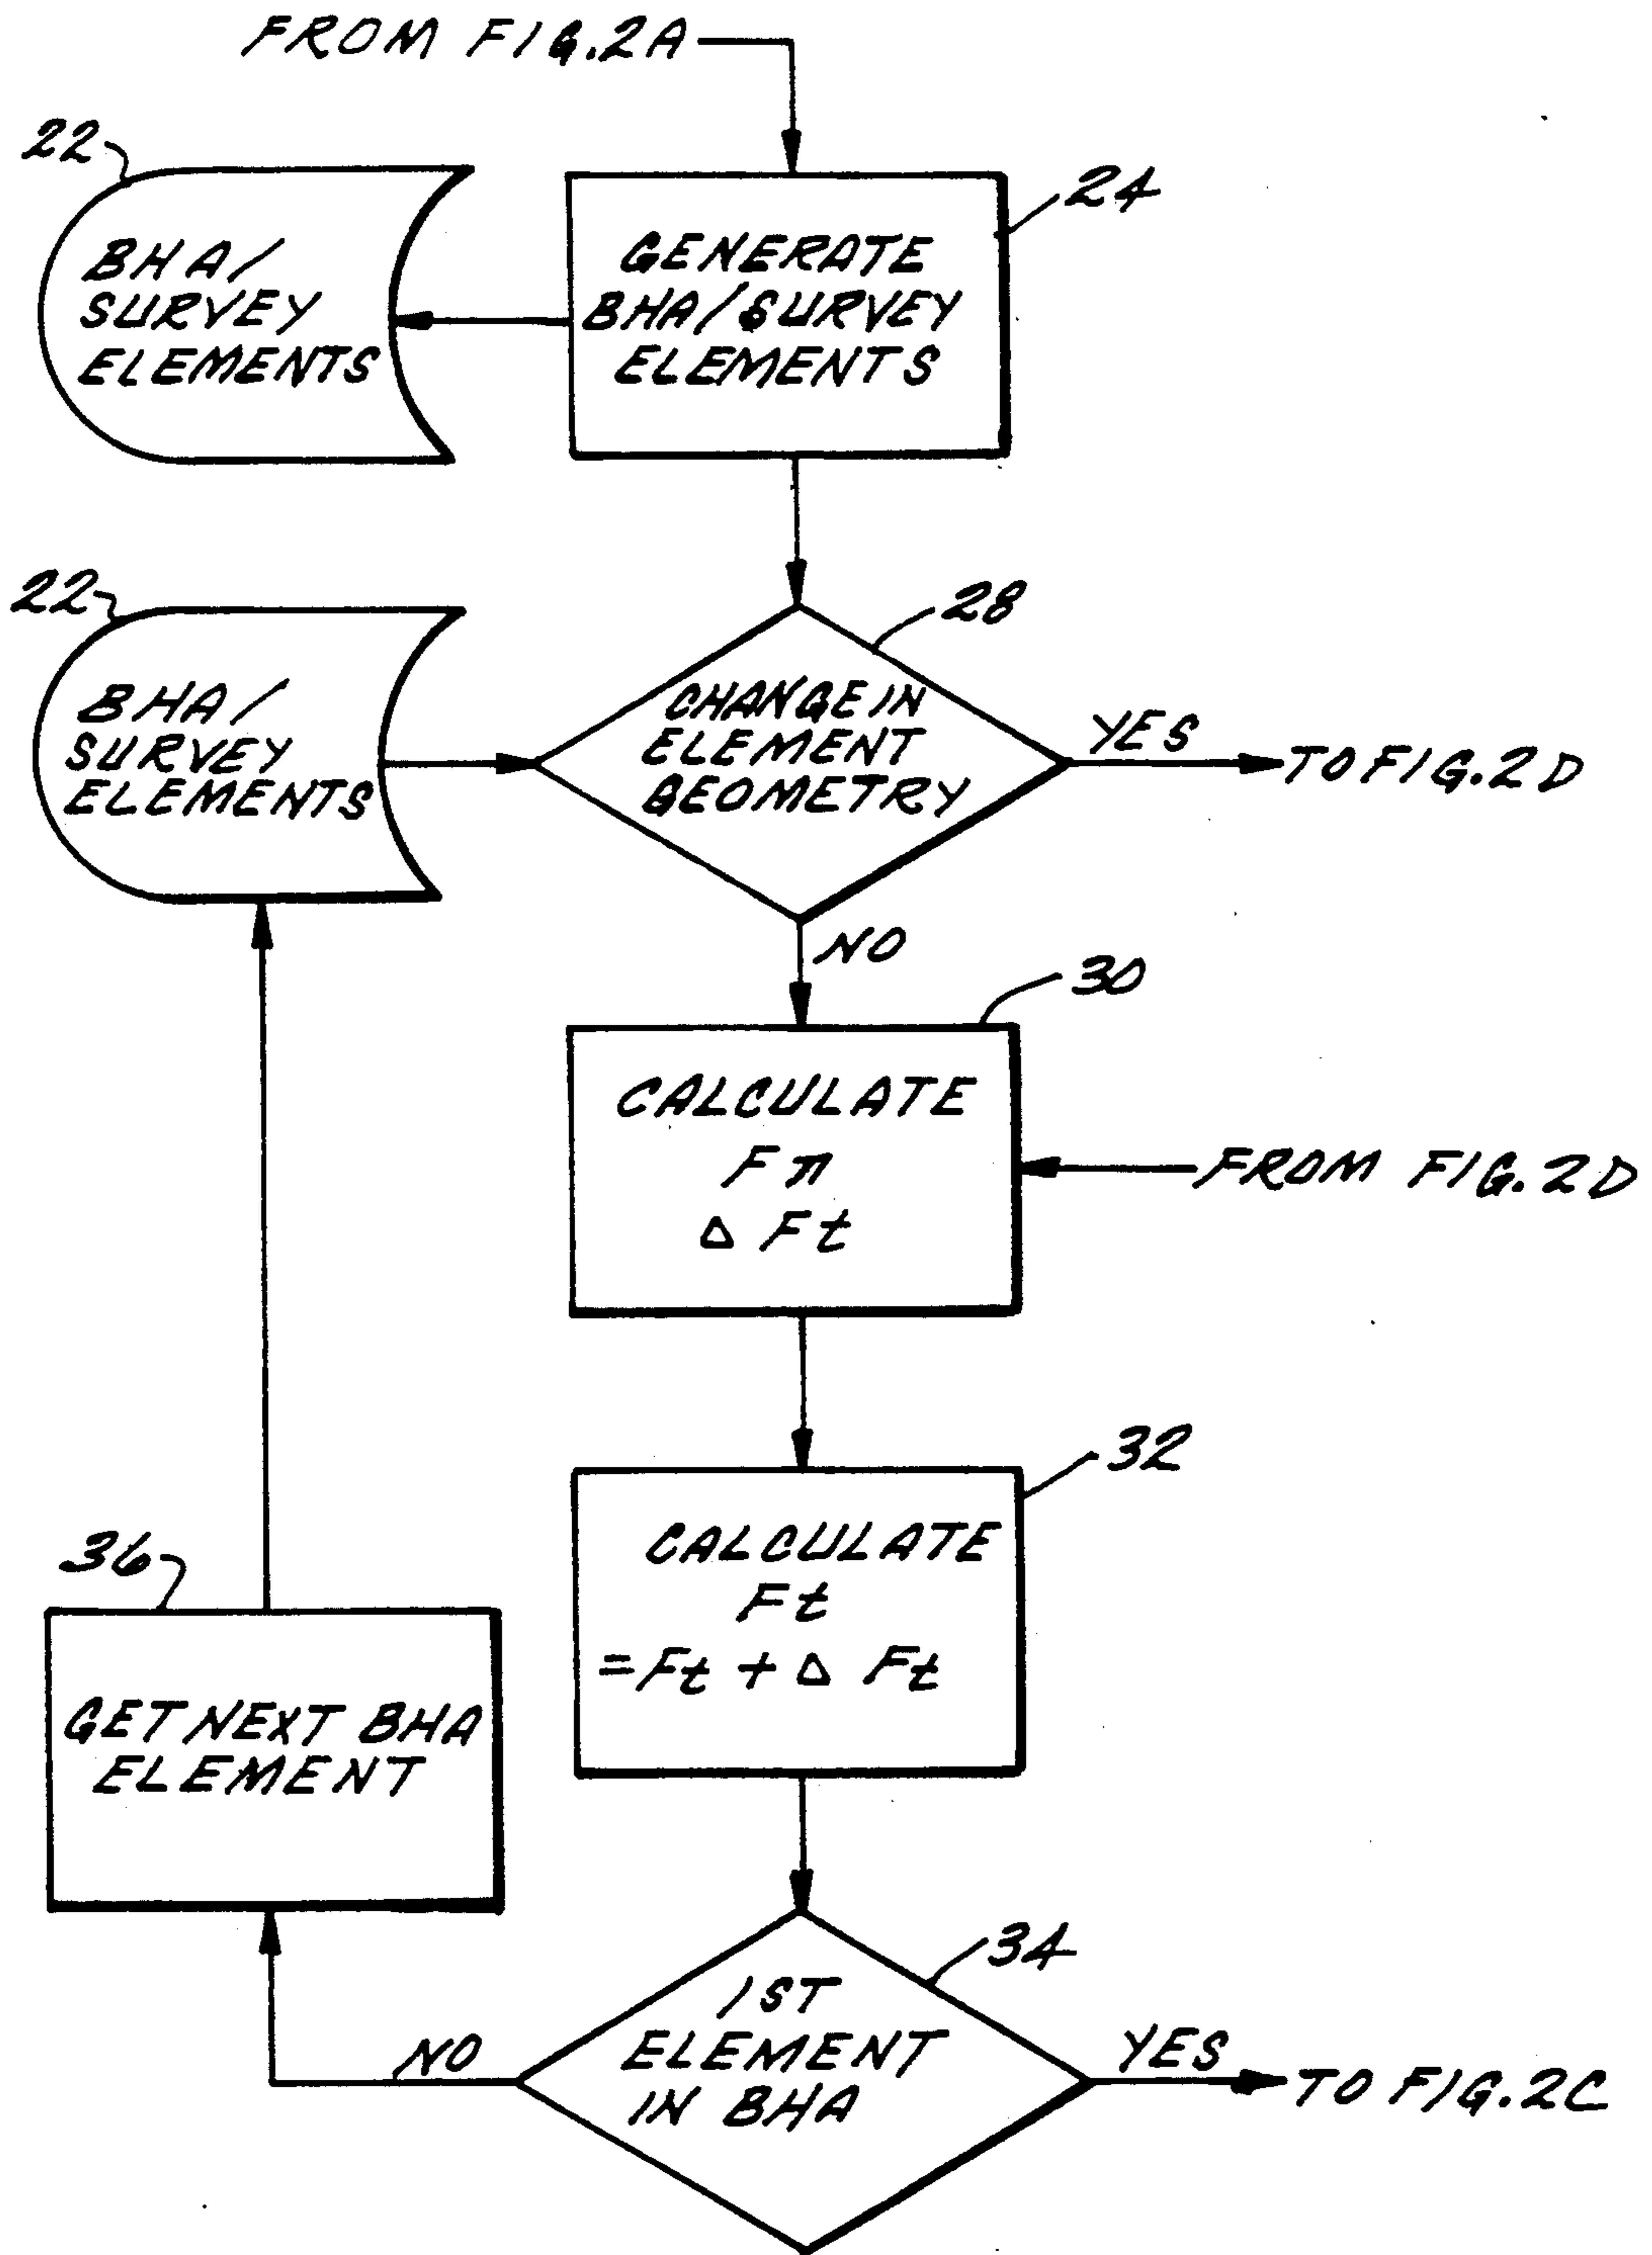 FROM FIG.2A
22
BHA/
SURVEY
ELEMENTS
24
GENERATE
BHA/SURVEY
ELEMENTS
22
BHA/
SURVEY
ELEMENTS
28
CHANGE IN
ELEMENT
GEOMETRY
YES
TO FIG.2D
NO
30
CALCULATE
Fn
Δ Ft
FROM FIG.2D
32
CALCULATE
Ft
=Ft + Δ Ft
36
GET NEXT BHA
ELEMENT
34
1ST
ELEMENT
IN BHA
NO
YES
TO FIG.2C